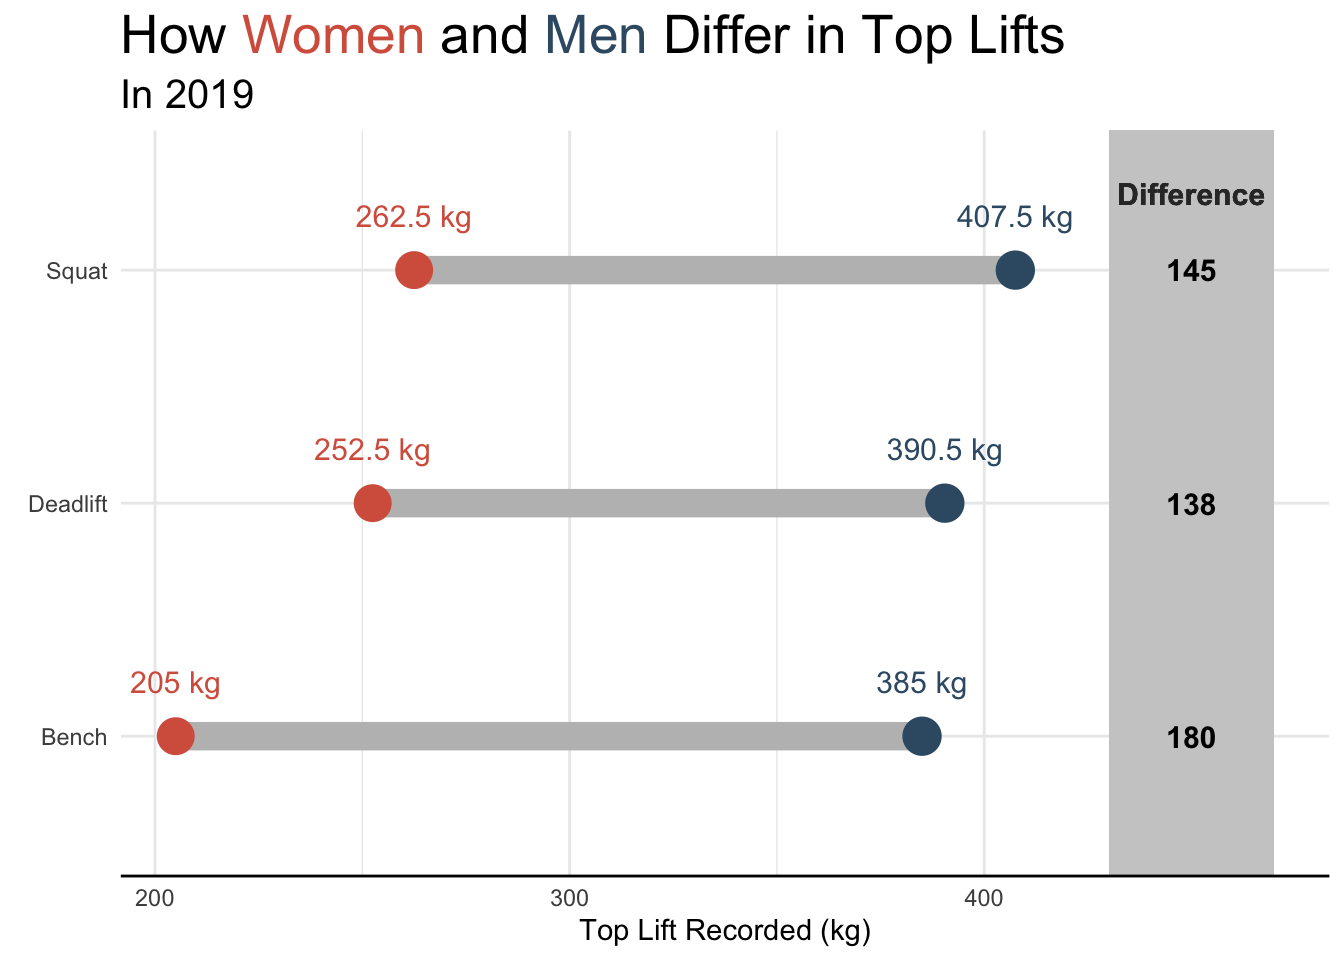 How Women and Men Differ in Top Lifts
In 2019
Difference
262.5 kg
407.5 kg
Squat
145
252.5 kg
390.5 kg
Deadlift
138
205 kg
385 kg
Bench
180
200
300
400
Top Lift Recorded (kg)